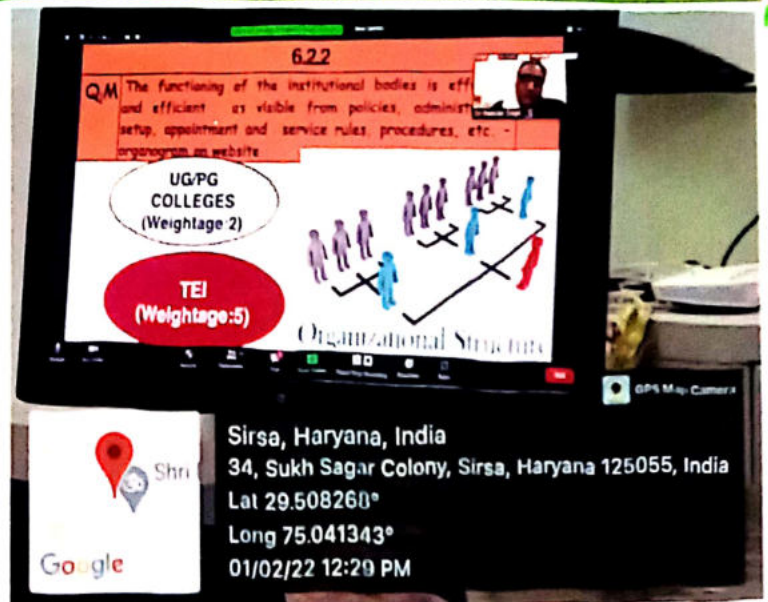 6.2.2
QM The functioning of the institutional bodies is
and efficient as visible from policies,
setup, appointment and service rules, procedures, etc. -
organogram on website
UG/PG
COLLEGES
(Weightage:2)
TEI
(Weightage:5)
Organizational Structure
GPS Map Camera
Shri
Google
Sirsa, Haryana, India
34, Sukh Sagar Colony, Sirsa, Haryana 125055, India
Lat 29.508268°
Long 75.041343°
01/02/22 12:29 PM